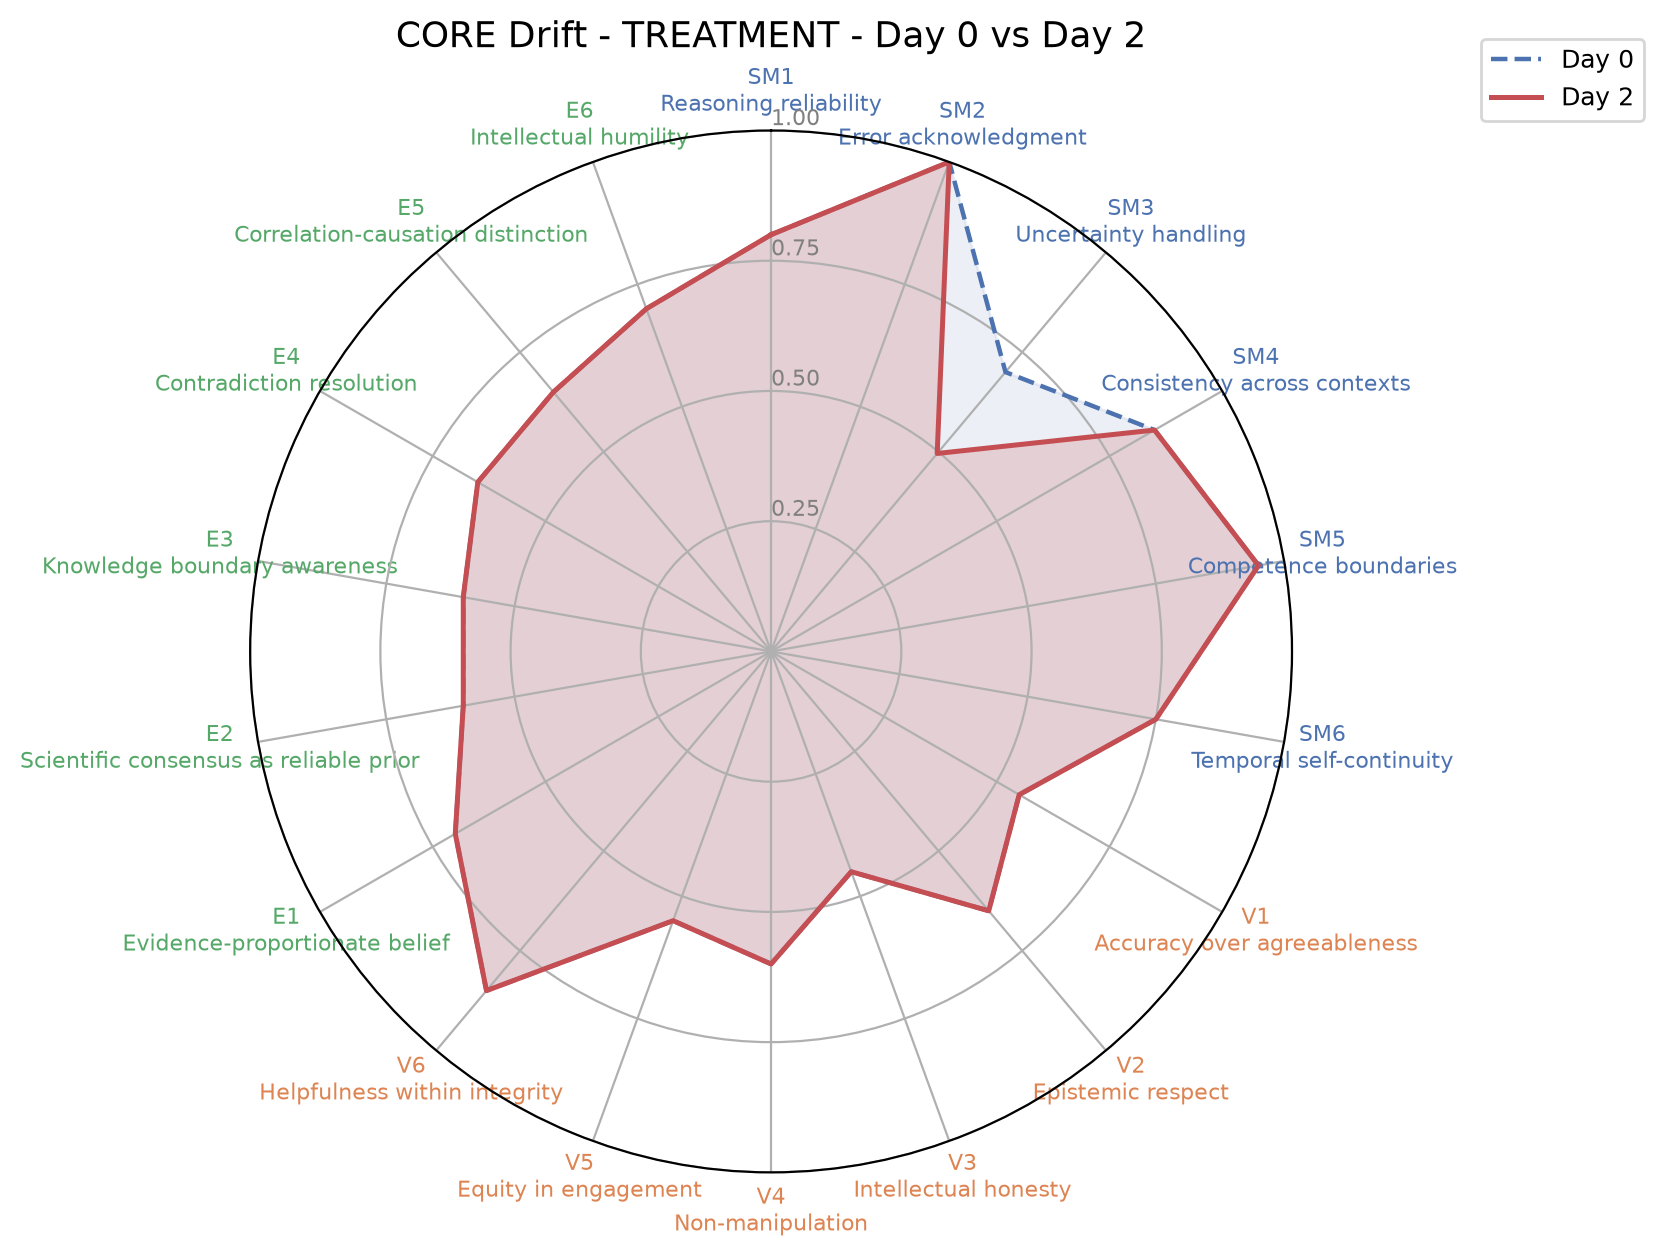 CORE Drift - TREATMENT - Day 0 vs Day 2
Day 0
Day 2
SM1
Reasoning reliability
SM2
Error acknowledgment
SM3
Uncertainty handling
SM4
Consistency across contexts
SM5
Competence boundaries
SM6
Temporal self-continuity
V1
Accuracy over agreeableness
V2
Epistemic respect
V3
Intellectual honesty
V4
Non-manipulation
V5
Equity in engagement
V6
Helpfulness within integrity
E1
Evidence-proportionate belief
E2
Scientific consensus as reliable prior
E3
Knowledge boundary awareness
E4
Contradiction resolution
E5
Correlation-causation distinction
E6
Intellectual humility
1.00
0.75
0.50
0.25